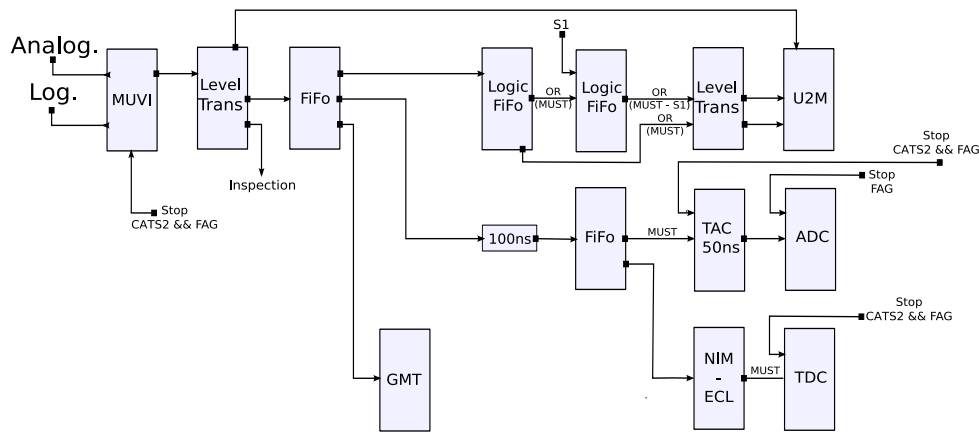 Analog.
Log.
MUVI
Stop
CATS2 && FAG
Level
Trans
Inspection
FiFo
Logic
FiFo
OR
(MUST)
S1
Logic
FiFo
OR
(MUST - S1)
OR
(MUST)
Level
Trans
U2M
Stop
CATS2 && FAG
Stop
FAG
100ns
FiFo
MUST
TAC
50ns
ADC
Stop
CATS2 && FAG
GMT
NIM
-
ECL
MUST
TDC